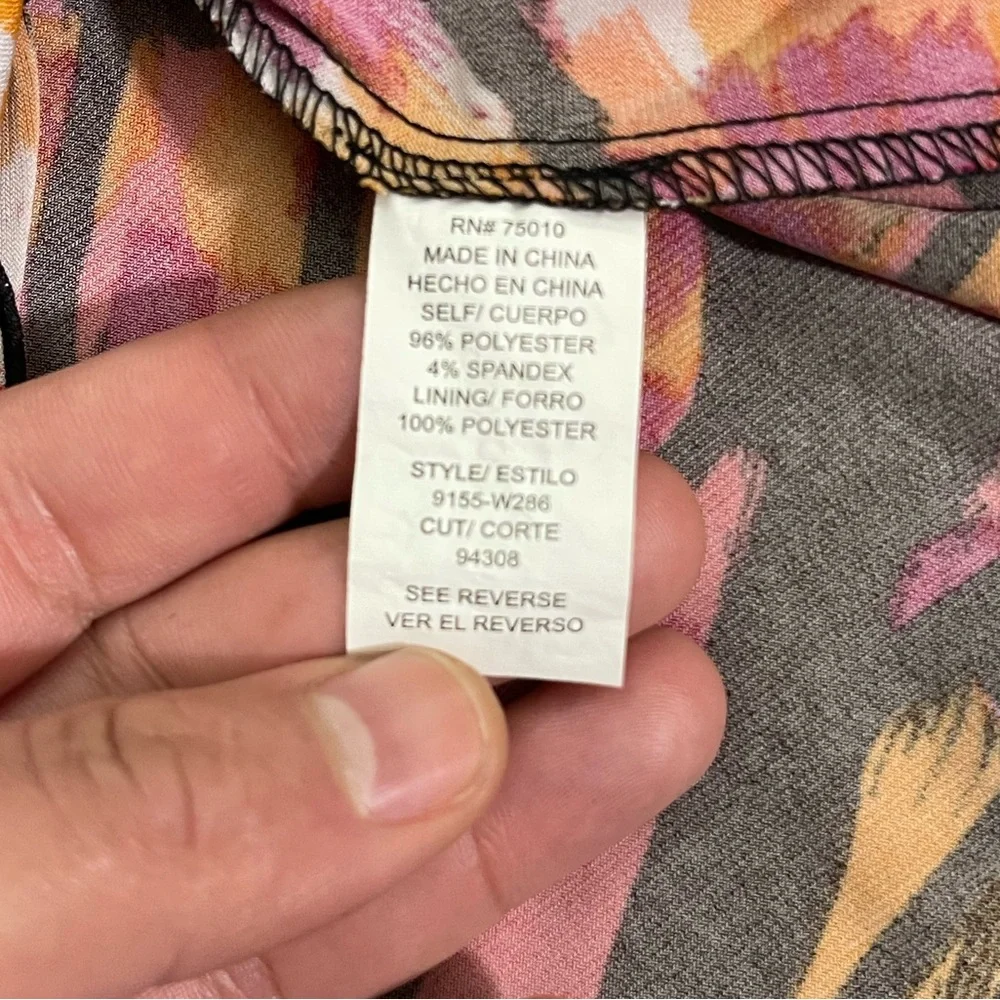 RN# 75010
MADE IN CHINA
HECHO EN CHINA
SELF/ CUERPO
96% POLYESTER
4% SPANDEX
LINING/ FORRO
100% POLYESTER
STYLE/ ESTILO
9155-W286
CUT/ CORTE
94308
SEE REVERSE
VER EL REVERSO